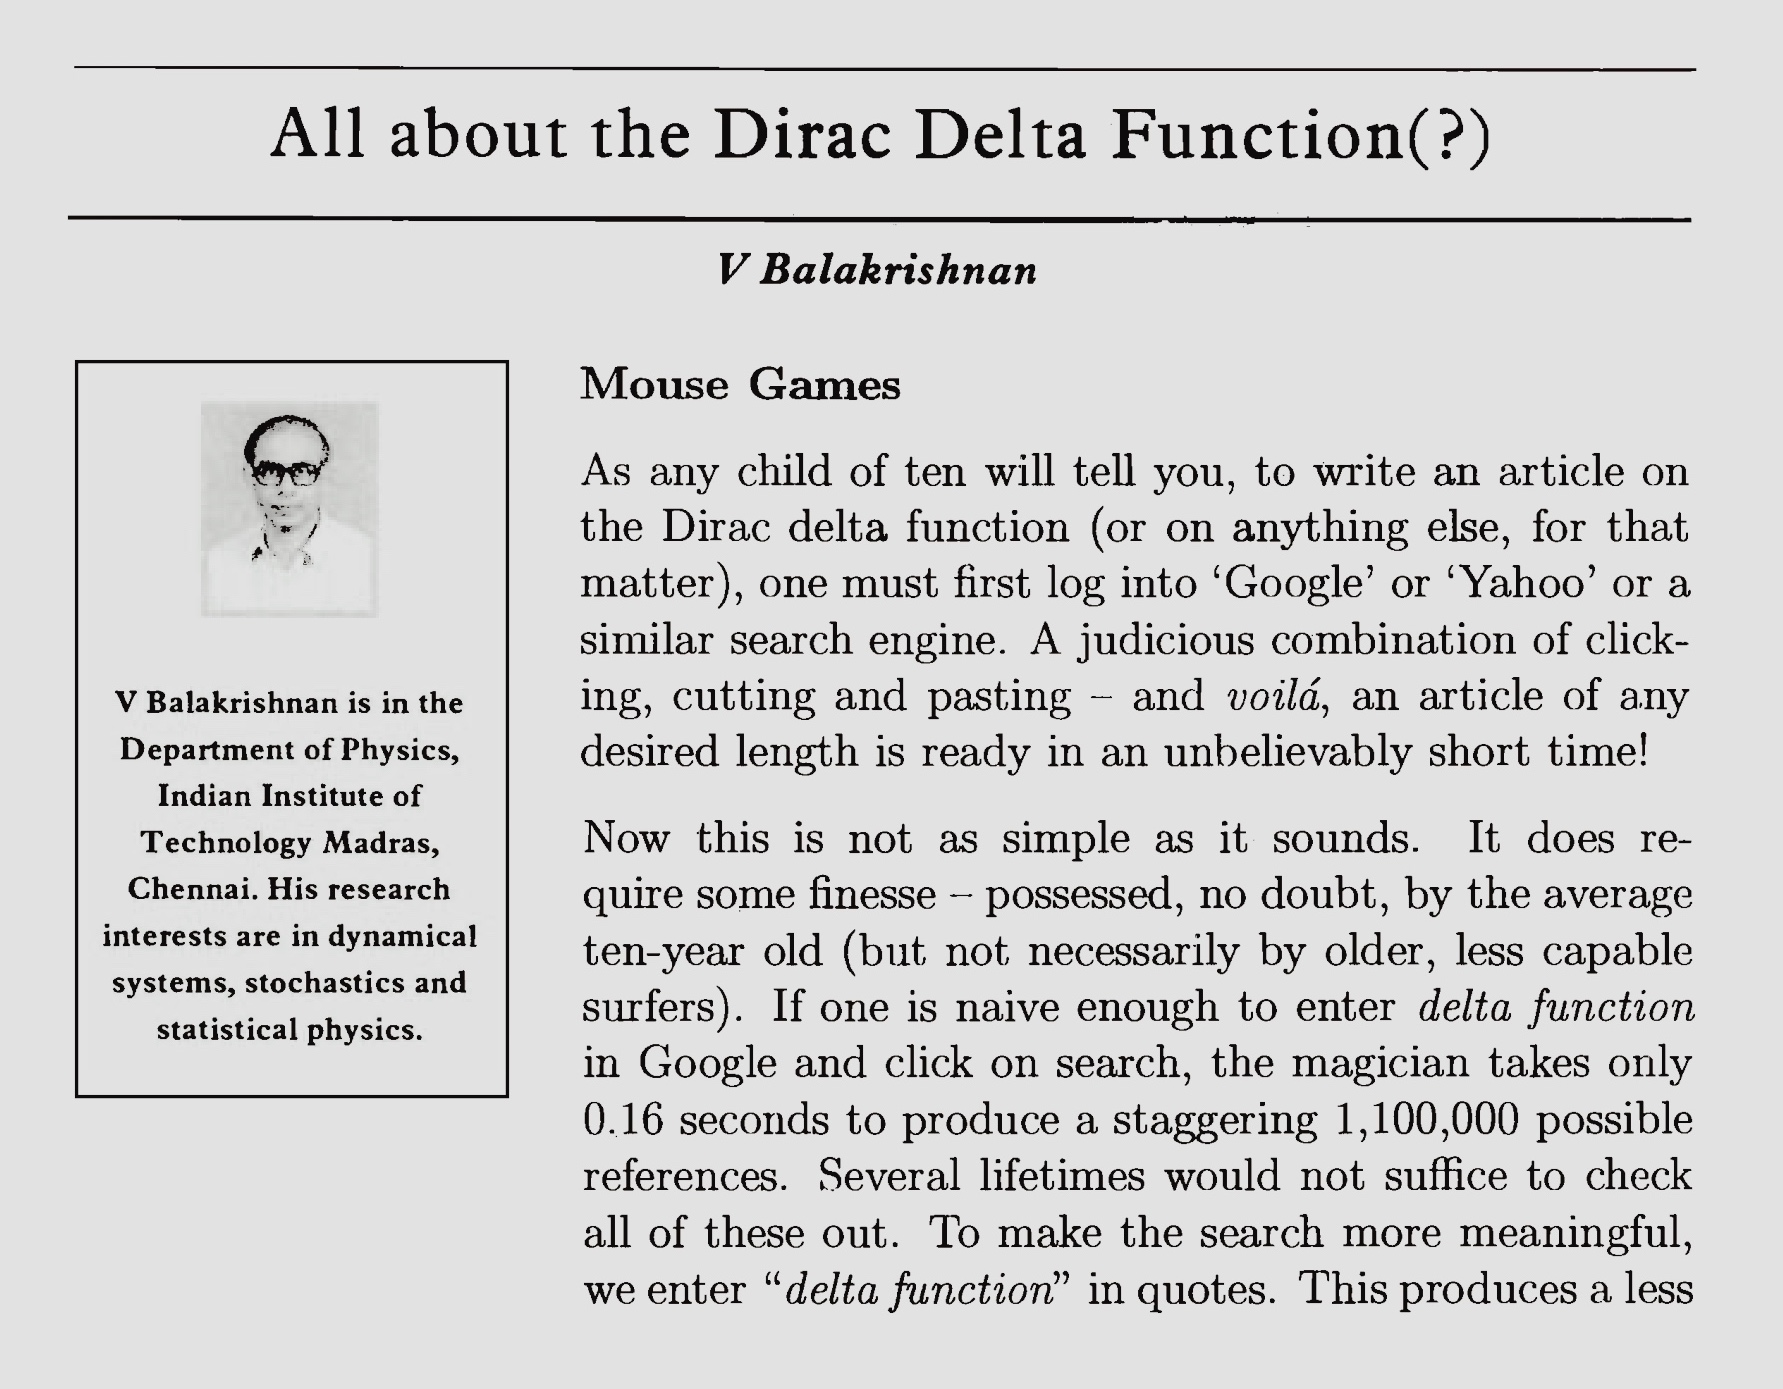 All about the Dirac Delta Function(?)
V Balakrishnan
V Balakrishnan is in the
Department of Physics,
Indian Institute of
Technology Madras,
Chennai. His research
interests are in dynamical
systems, stochastics and
statistical physics.
Mouse Games
As any child of ten will tell you, to write an article on
the Dirac delta function (or on anything else, for that
matter), one must first log into ‘Google’ or ‘Yahoo’ or a
similar search engine. A judicious combination of click-
ing, cutting and pasting – and voilá, an article of any
desired length is ready in an unbelievably short time!
Now this is not as simple as it sounds. It does re-
quire some finesse – possessed, no doubt, by the average
ten-year old (but not necessarily by older, less capable
surfers). If one is naive enough to enter delta function
in Google and click on search, the magician takes only
0.16 seconds to produce a staggering 1,100,000 possible
references. Several lifetimes would not suffice to check
all of these out. To make the search more meaningful,
we enter “delta function” in quotes. This produces a less